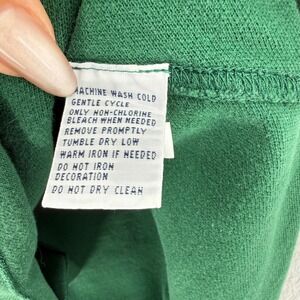 MACHINE WASH COLD
GENTLE CYCLE
ONLY NON-CHLORINE
BLEACH WHEN NEEDED
REMOVE PROMPTLY
TUMBLE DRY LOW
WARM IRON IF NEEDED
DO NOT IRON
DECORATION
DO NOT DRY CLEAN